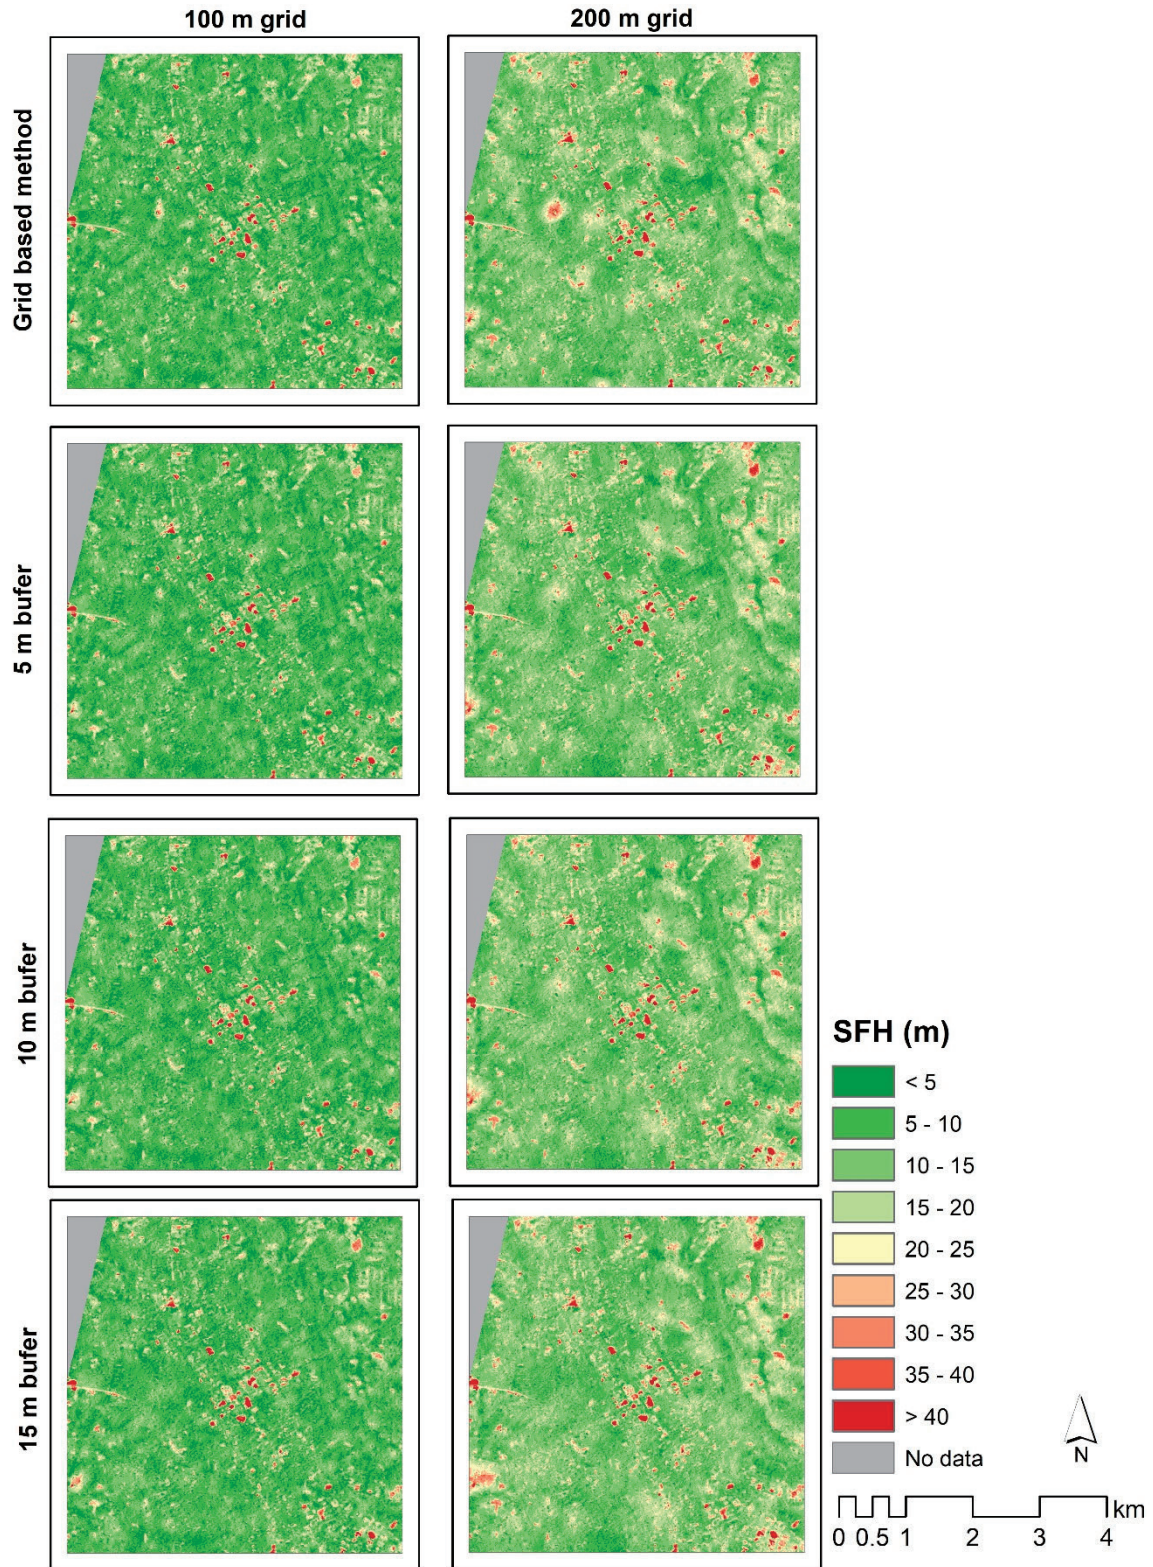 100 m grid
200 m grid
Grid based method
5 m bufer
10 m bufer
15 m bufer
SFH (m)
< 5
5 - 10
10 - 15
15 - 20
20 - 25
25 - 30
30 - 35
35 - 40
> 40
No data
N
km
0 0.5 1 2 3 4